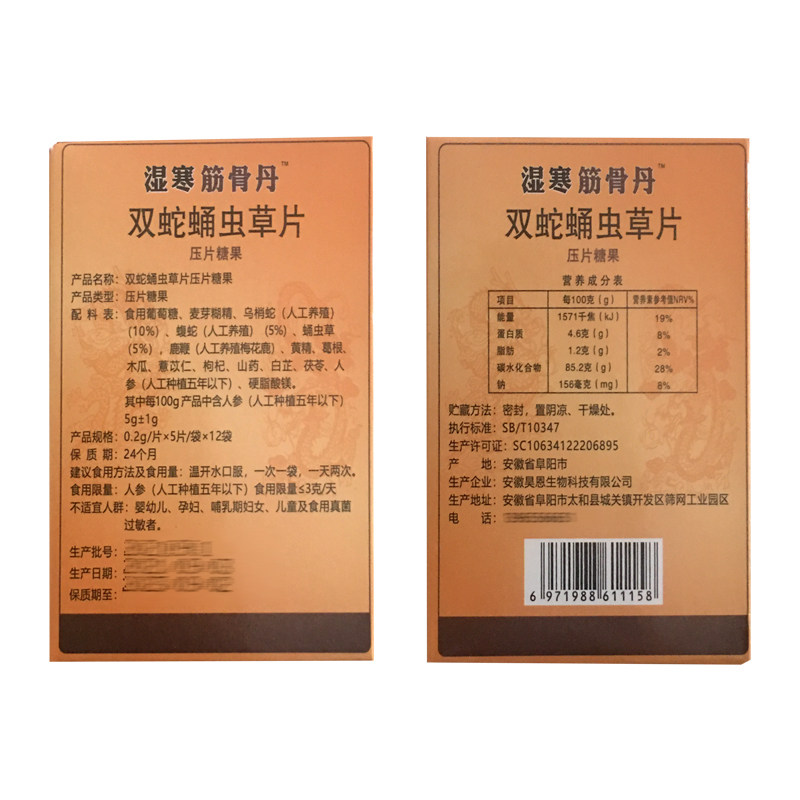 湿寒筋骨丹™
双蛇蛹虫草片
压片糖果
产品名称：双蛇蛹虫草片压片糖果
产品类型：压片糖果
配 料 表：食用葡萄糖、麦芽糊精、乌梢蛇（人工养殖）
（10%）、蝮蛇（人工养殖）（5%）、蛹虫草
（5%），鹿鞭（人工养殖梅花鹿）、黄精、葛根、
木瓜、薏苡仁、枸杞、山药、白芷、茯苓、人
参（人工种植五年以下）、硬脂酸镁。
其中每100g产品中含人参（人工种植五年以下）
5g±1g
产品规格：0.2g/片×5片/袋×12袋
保 质 期：24个月
建议食用方法及食用量：温开水口服，一次一袋，一天两次。
食用限量：人参（人工种植五年以下）食用限量≤3克/天
不适宜人群：婴幼儿、孕妇、哺乳期妇女、儿童及食用真菌
过敏者。
生产批号：
生产日期：
保质期至：
湿寒筋骨丹™
双蛇蛹虫草片
压片糖果
营养成分表
项目 每100克（g） 营养素参考值NRV%
能量 1571千焦（kJ） 19%
蛋白质 4.6克（g） 8%
脂肪 1.2克（g） 2%
碳水化合物 85.2克（g） 28%
钠 156毫克（mg） 8%
贮藏方法：密封，置阴凉、干燥处。
执行标准：SB/T10347
生产许可证：SC10634122206895
产 地：安徽省阜阳市
生产企业：安徽昊恩生物科技有限公司
生产地址：安徽省阜阳市太和县城关镇开发区筛网工业园区
电 话：
6 971988 611158